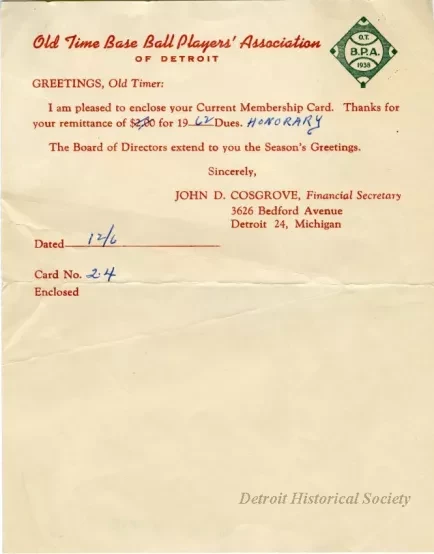 Old Time Base Ball Players' Association
OF DETROIT
O.T.
B.P.A.
1938
GREETINGS, Old Timer:
I am pleased to enclose your Current Membership Card. Thanks for
your remittance of $2.00 for 1962 Dues. HONORARY
The Board of Directors extend to you the Season's Greetings.
Sincerely,
JOHN D. COSGROVE, Financial Secretary
3626 Bedford Avenue
Detroit 24, Michigan
Dated 12/6
Card No. 24
Enclosed
Detroit Historical Society